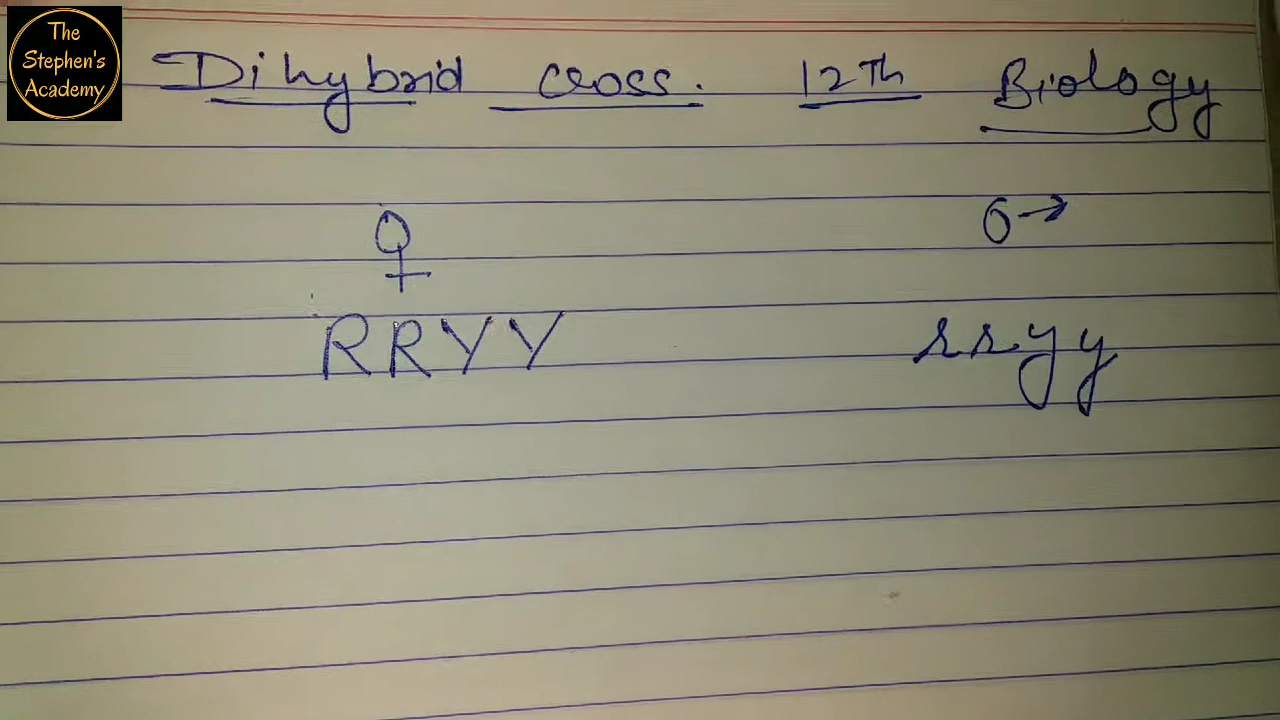 The
Stephen's
Academy
Dihybrid cross. 12Th Biology
♀ ♂
RRYY rryy